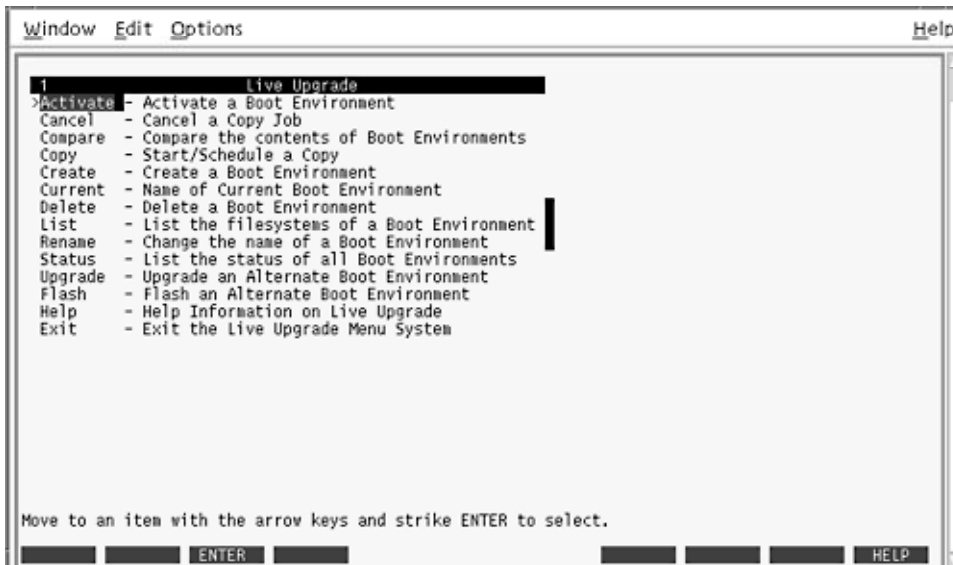 Window Edit Options Help
1 Live Upgrade
>Activate - Activate a Boot Environment
Cancel - Cancel a Copy Job
Compare - Compare the contents of Boot Environments
Copy - Start/Schedule a Copy
Create - Create a Boot Environment
Current - Name of Current Boot Environment
Delete - Delete a Boot Environment
List - List the filesystems of a Boot Environment
Rename - Change the name of a Boot Environment
Status - List the status of all Boot Environments
Upgrade - Upgrade an Alternate Boot Environment
Flash - Flash an Alternate Boot Environment
Help - Help Information on Live Upgrade
Exit - Exit the Live Upgrade Menu System
Move to an item with the arrow keys and strike ENTER to select.
ENTER HELP